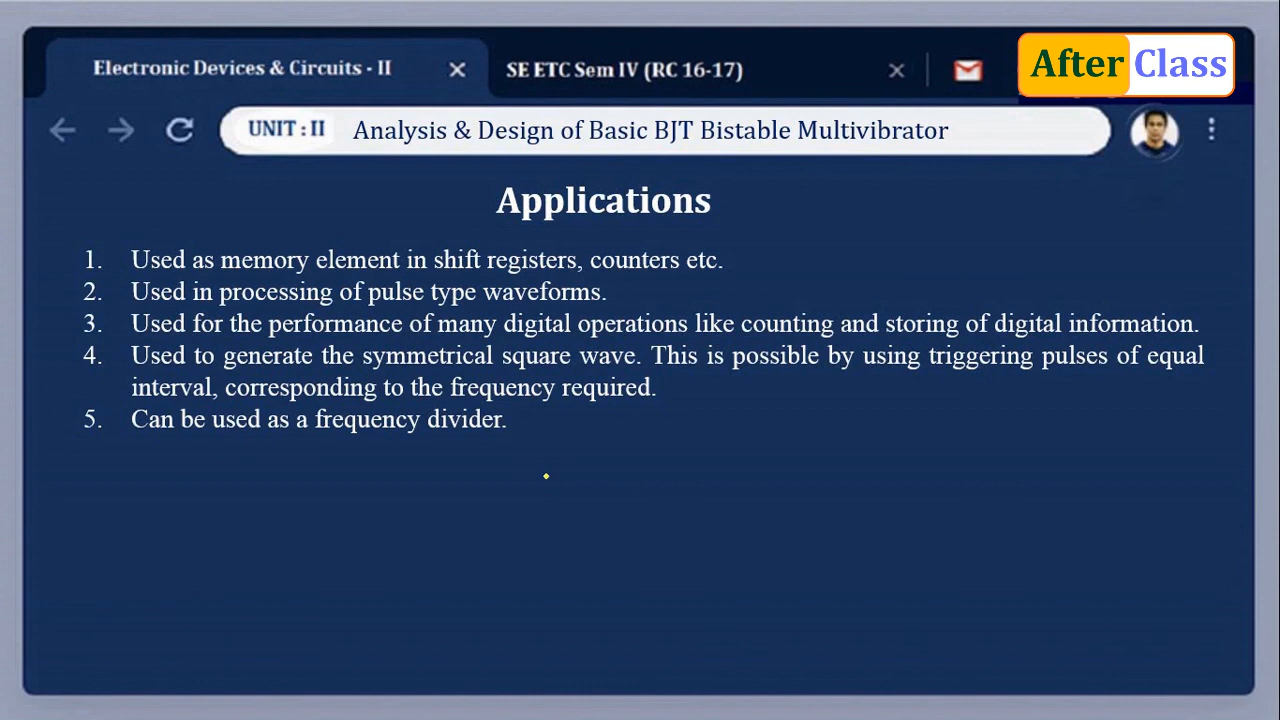 Electronic Devices & Circuits - II
SE ETC Sem IV (RC 16-17)
After Class
UNIT : II
Analysis & Design of Basic BJT Bistable Multivibrator
Applications
1. Used as memory element in shift registers, counters etc.
2. Used in processing of pulse type waveforms.
3. Used for the performance of many digital operations like counting and storing of digital information.
4. Used to generate the symmetrical square wave. This is possible by using triggering pulses of equal
interval, corresponding to the frequency required.
5. Can be used as a frequency divider.